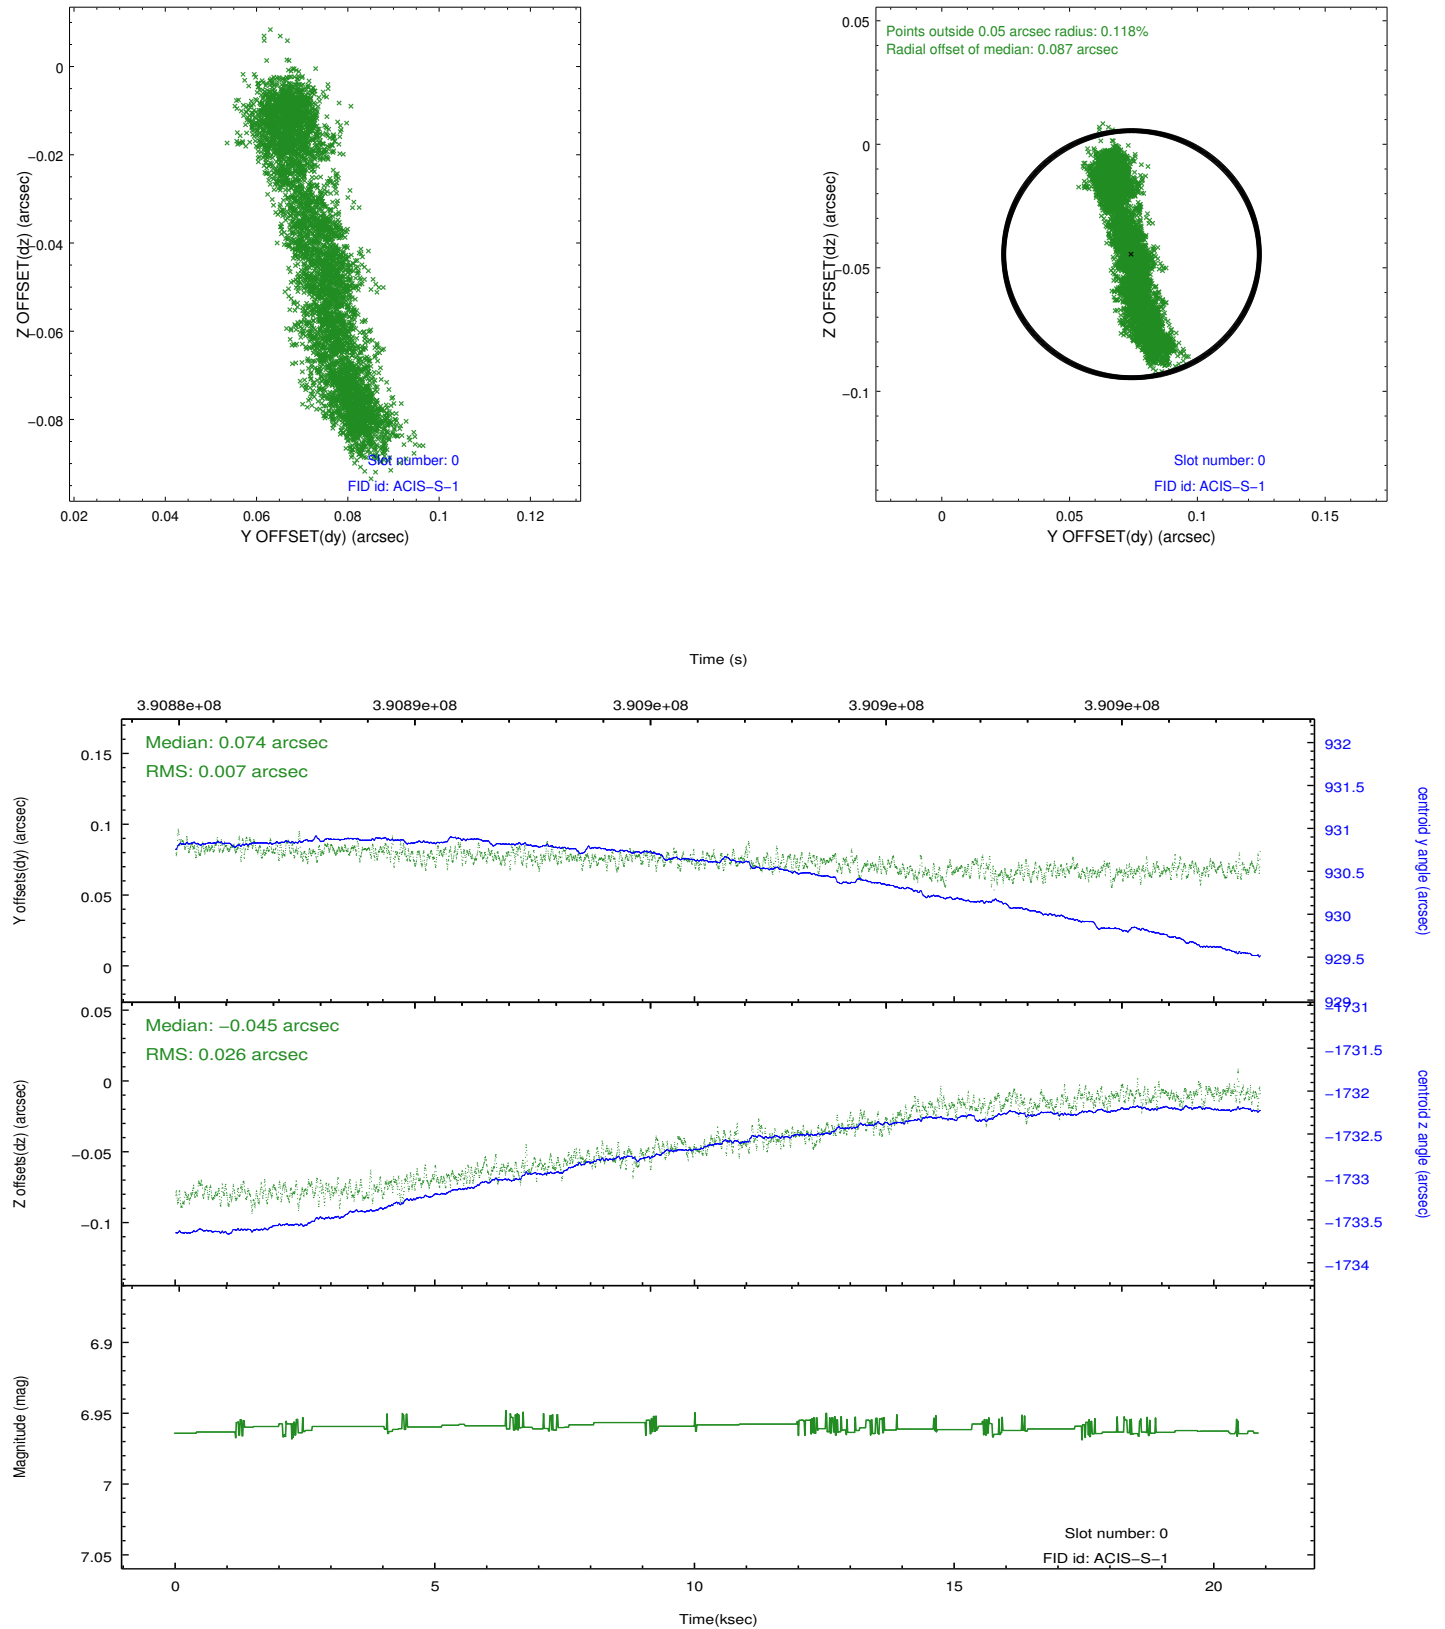 0
−0.02
−0.04
−0.06
−0.08
Z OFFSET(dz) (arcsec)
Slot number: 0
FID id: ACIS−S−1
0.02 0.04 0.06 0.08 0.1 0.12
Y OFFSET(dy) (arcsec)
0.05
0
−0.05
−0.1
Z OFFSET(dz) (arcsec)
Points outside 0.05 arcsec radius: 0.118%
Radial offset of median: 0.087 arcsec
Slot number: 0
FID id: ACIS−S−1
0 0.05 0.1 0.15
Y OFFSET(dy) (arcsec)
Time (s)
3.9088e+08 3.9089e+08 3.909e+08 3.909e+08 3.909e+08
Median: 0.074 arcsec
RMS: 0.007 arcsec
0.15
0.1
0.05
0
Y offsets(dy) (arcsec)
932
931.5
931
930.5
930
929.5
929
centroid y angle (arcsec)
Median: −0.045 arcsec
RMS: 0.026 arcsec
0.05
0
−0.05
−0.1
Z offsets(dz) (arcsec)
−1731
−1731.5
−1732
−1732.5
−1733
−1733.5
−1734
centroid z angle (arcsec)
6.9
6.95
7
7.05
Magnitude (mag)
Slot number: 0
FID id: ACIS−S−1
0 5 10 15 20
Time(ksec)